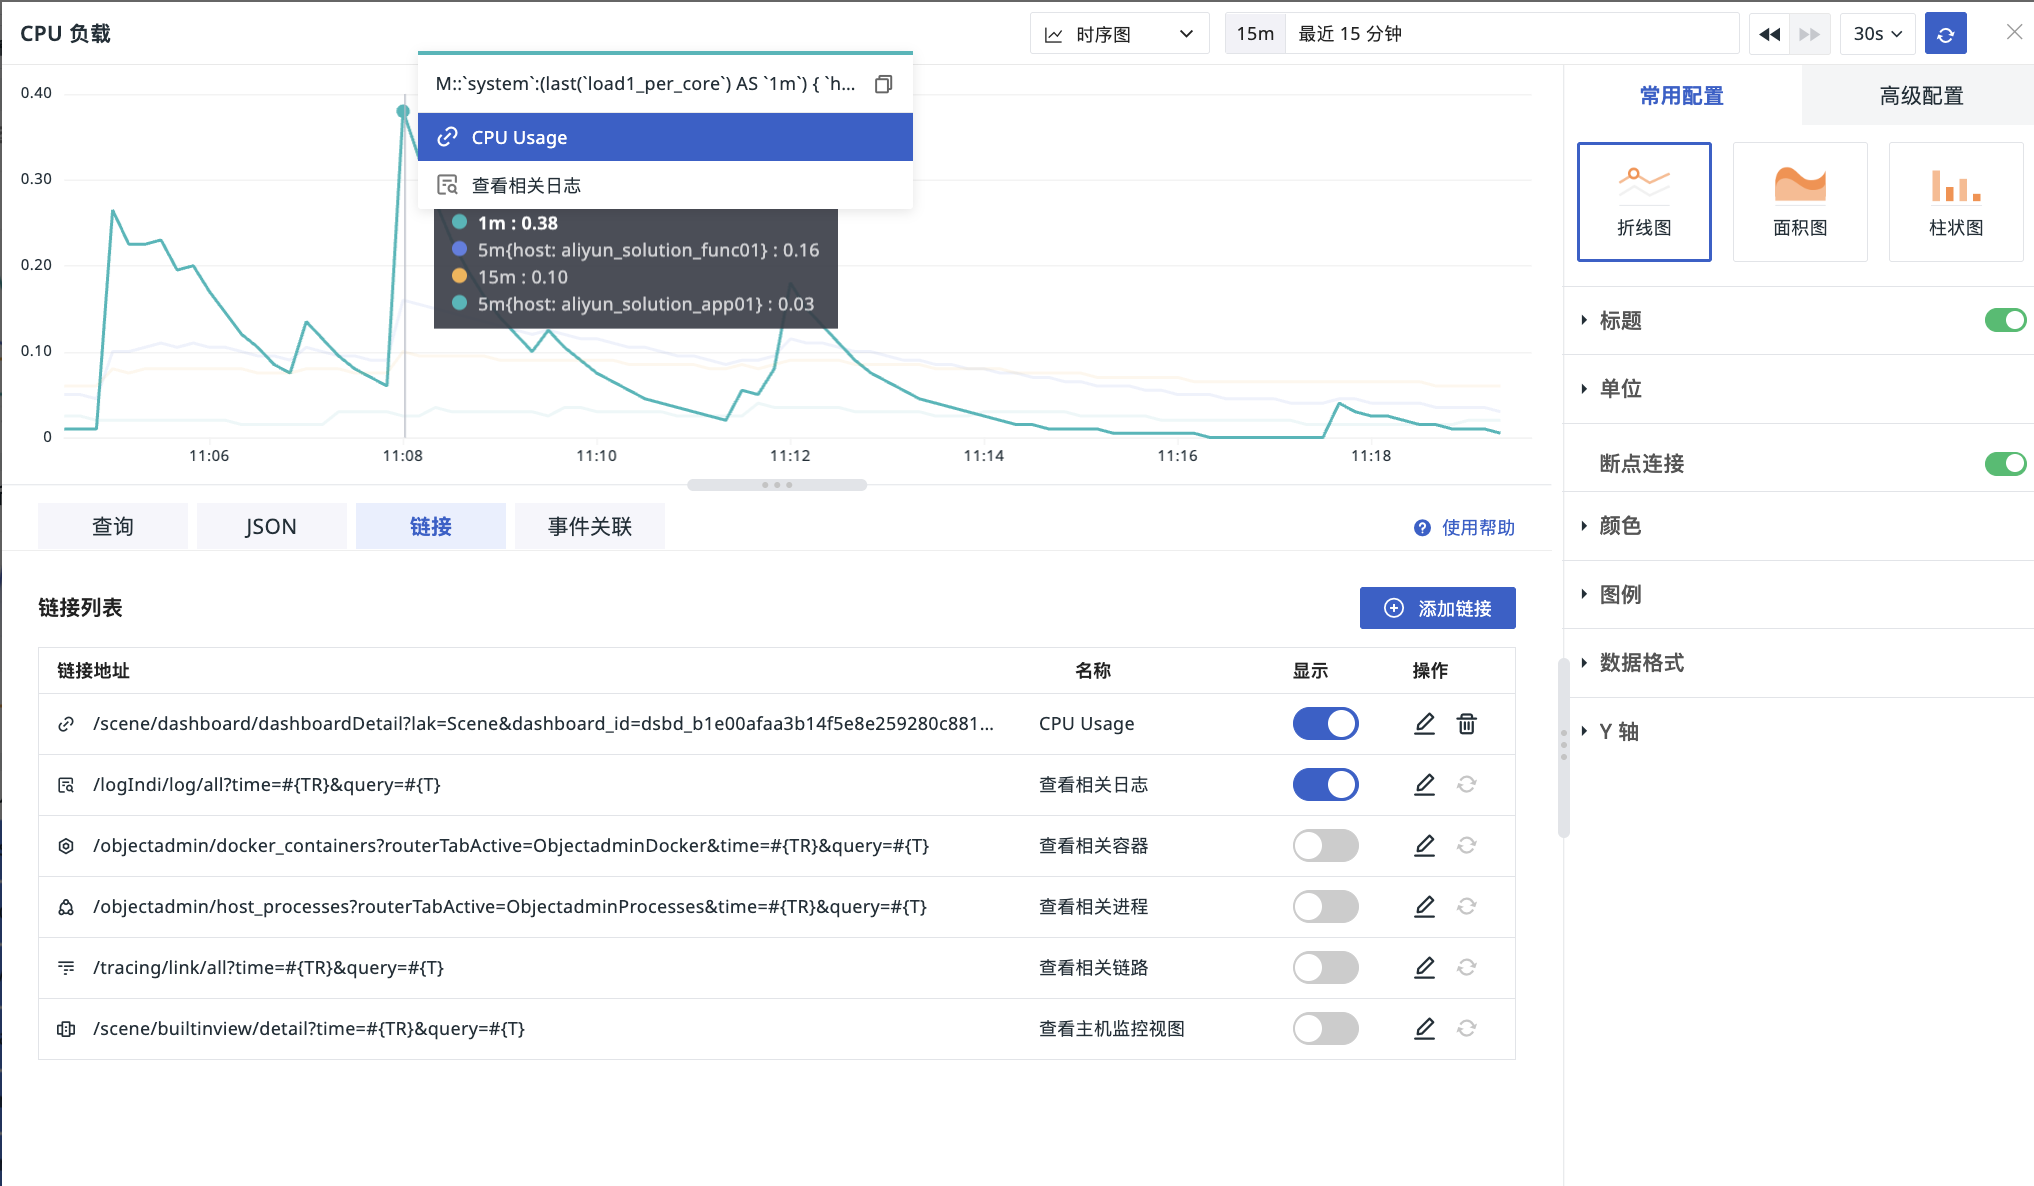 CPU 负载
时序图
15m 最近 15 分钟
30s
M::`system`:(last(`load1_per_core`) AS `1m`) { `h...
CPU Usage
查看相关日志
1m : 0.38
5m{host: aliyun_solution_func01} : 0.16
15m : 0.10
5m{host: aliyun_solution_app01} : 0.03
0.40
0.30
0.20
0.10
0
11:06 11:08 11:10 11:12 11:14 11:16 11:18
查询 JSON 链接 事件关联 使用帮助
链接列表 添加链接
链接地址 名称 显示 操作
/scene/dashboard/dashboardDetail?lak=Scene&dashboard_id=dsbd_b1e00afaa3b14f5e8e259280c881... CPU Usage
/logIndi/log/all?time=#{TR}&query=#{T} 查看相关日志
/objectadmin/docker_containers?routerTabActive=ObjectadminDocker&time=#{TR}&query=#{T} 查看相关容器
/objectadmin/host_processes?routerTabActive=ObjectadminProcesses&time=#{TR}&query=#{T} 查看相关进程
/tracing/link/all?time=#{TR}&query=#{T} 查看相关链路
/scene/builtinview/detail?time=#{TR}&query=#{T} 查看主机监控视图
常用配置 高级配置
折线图 面积图 柱状图
标题
单位
断点连接
颜色
图例
数据格式
Y 轴